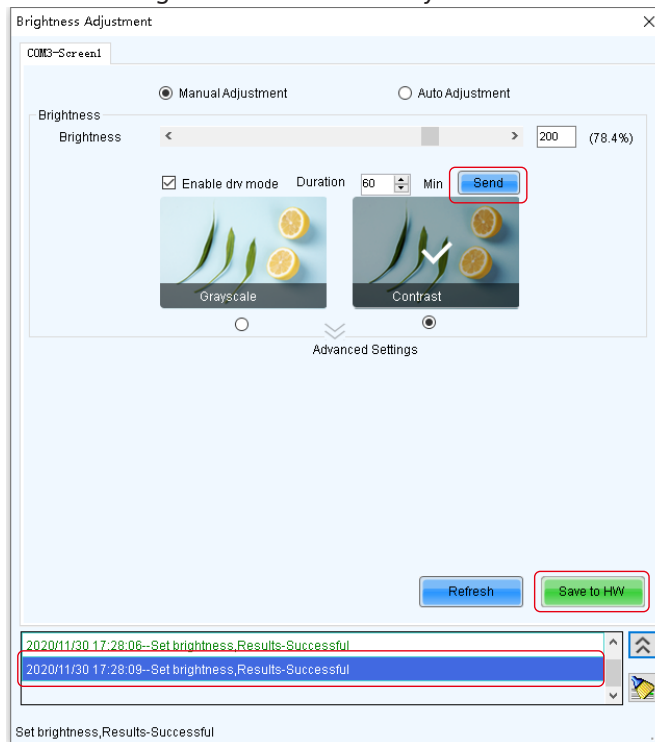 Brightness Adjustment
COM3-Screen1
Manual Adjustment Auto Adjustment
Brightness
Brightness 200 (78.4%)
Enable drv mode Duration 60 Min Send
Grayscale Contrast
Advanced Settings
Refresh Save to HW
2020/11/30 17:28:06--Set brightness,Results-Successful
2020/11/30 17:28:09--Set brightness,Results-Successful
Set brightness,Results-Successful